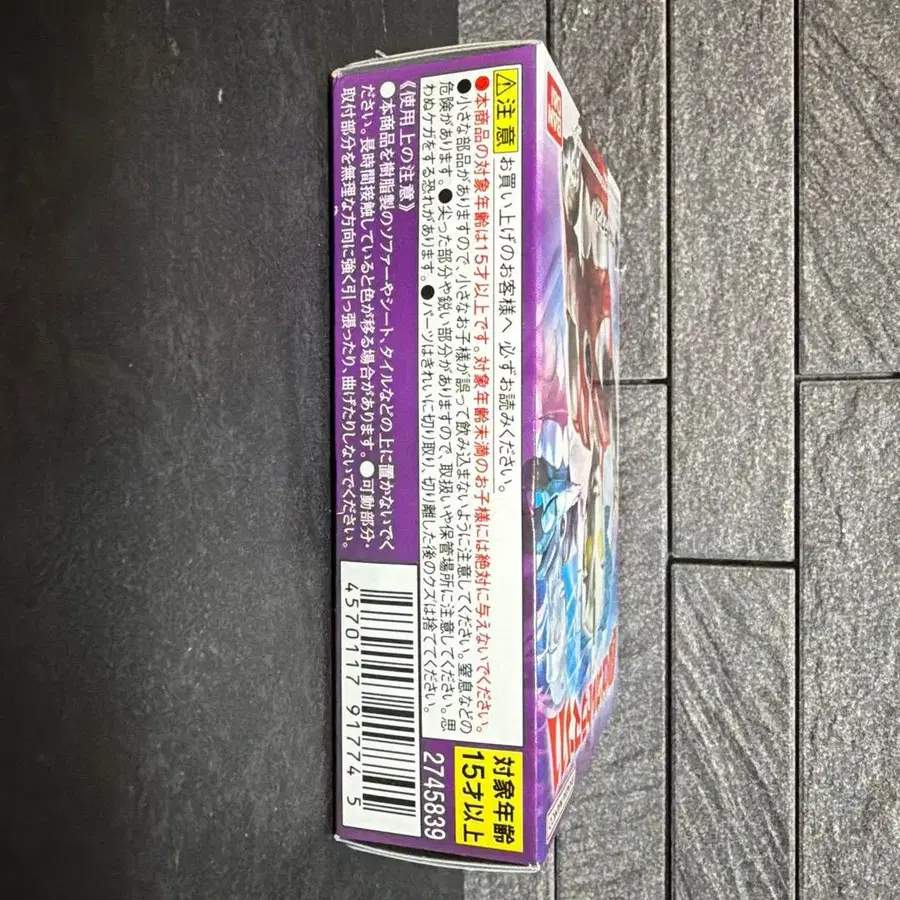 ⚠注意 お買い上げのお客様へ 必ずお読みください。
●本商品の対象年齢は15才以上です。対象年齢未満のお子様には絶対に与えないでください。
●小さな部品がありますので、小さなお子様が誤って飲み込まないように注意してください。窒息などの
危険があります。●尖った部分や鋭い部分がありますので、取扱いや保管場所に注意してください。思
わぬケガをする恐れがあります。●パーツはきれいに切り取り、切り離した後のクズは捨ててください。
《使用上の注意》
●本商品を樹脂製のソファーやシート、タイルなどの上に置かないでく
ださい。長時間接触していると色が移る場合があります。●可動部分・
取付部分を無理な方向に強く引っ張ったり、曲げたりしないでください。
対象年齢
15才以上
2745839
4570117 917745